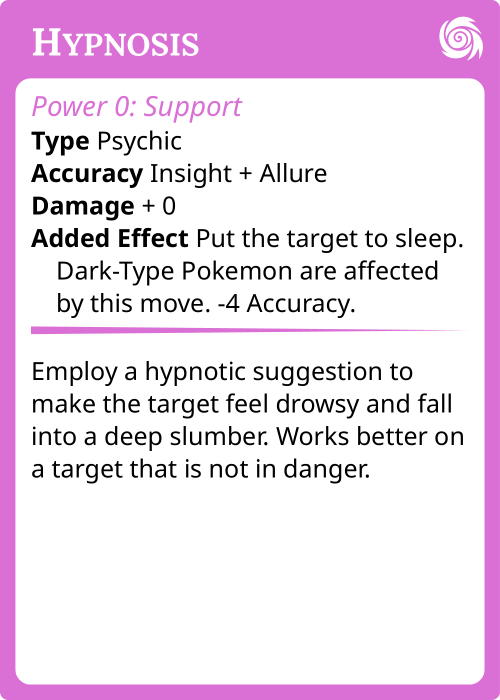 Hypnosis
Power 0: Support
Type Psychic
Accuracy Insight + Allure
Damage + 0
Added Effect Put the target to sleep.
Dark-Type Pokemon are affected
by this move. -4 Accuracy.
Employ a hypnotic suggestion to
make the target feel drowsy and fall
into a deep slumber. Works better on
a target that is not in danger.